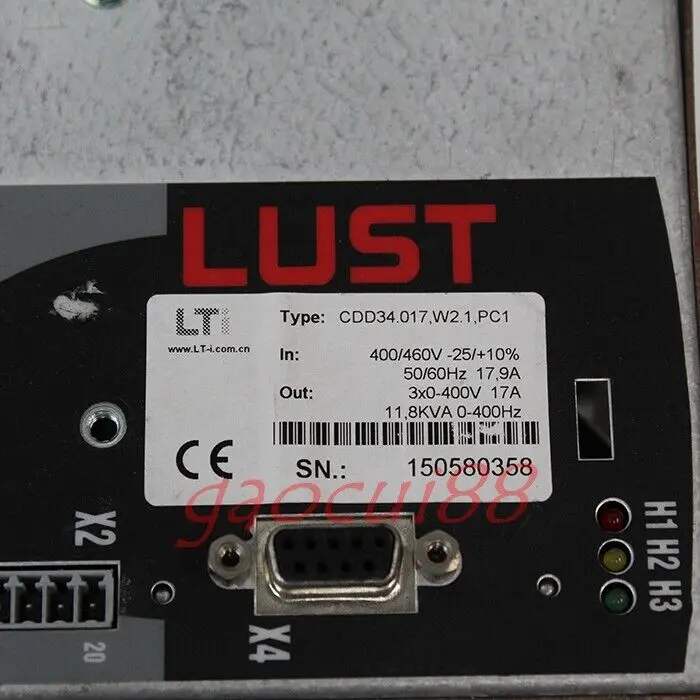 LUST
LTi
www.LT-i.com.cn
Type: CDD34.017,W2.1,PC1
In: 400/460V -25/+10%
50/60Hz 17,9A
Out: 3x0-400V 17A
11,8KVA 0-400Hz
CE
SN.: 150580358
gaocui88
X2
20
X4
H1 H2 H3